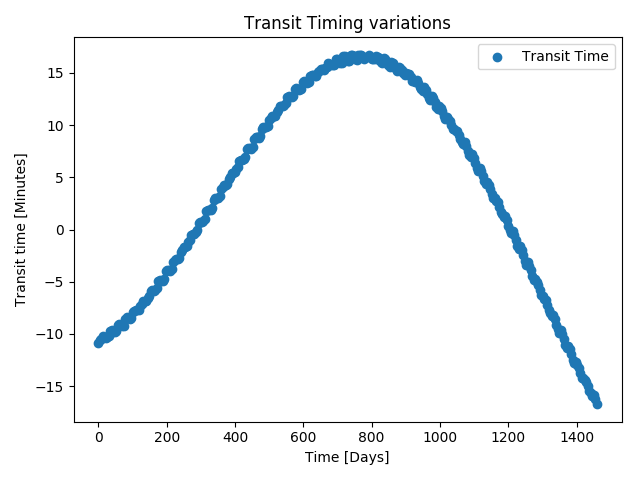 Transit Timing variations
Transit Time
Transit time [Minutes]
15
10
5
0
−5
−10
−15
0 200 400 600 800 1000 1200 1400
Time [Days]